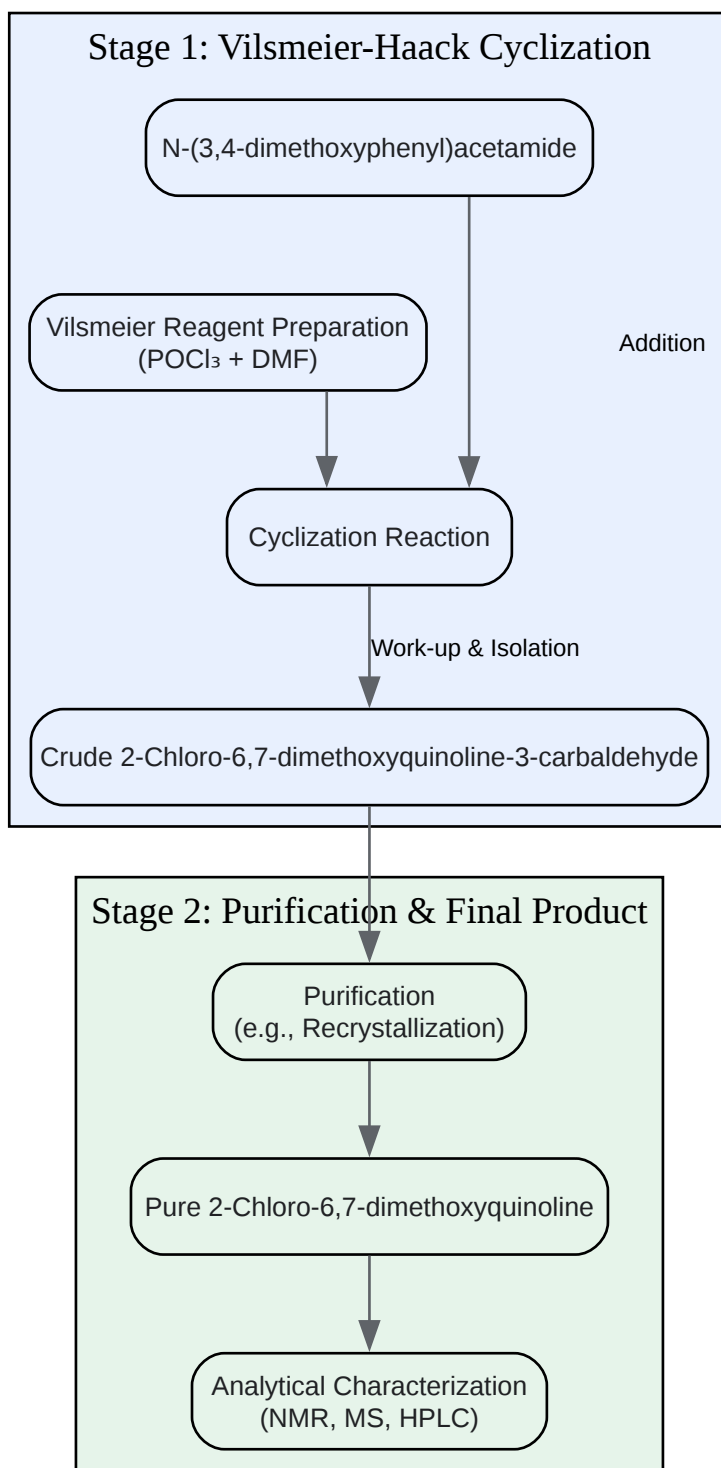 Stage 1: Vilsmeier-Haack Cyclization
N-(3,4-dimethoxyphenyl)acetamide
Vilsmeier Reagent Preparation
(POCl₃ + DMF)
Addition
Cyclization Reaction
Work-up & Isolation
Crude 2-Chloro-6,7-dimethoxyquinoline-3-carbaldehyde
Stage 2: Purification & Final Product
Purification
(e.g., Recrystallization)
Pure 2-Chloro-6,7-dimethoxyquinoline
Analytical Characterization
(NMR, MS, HPLC)